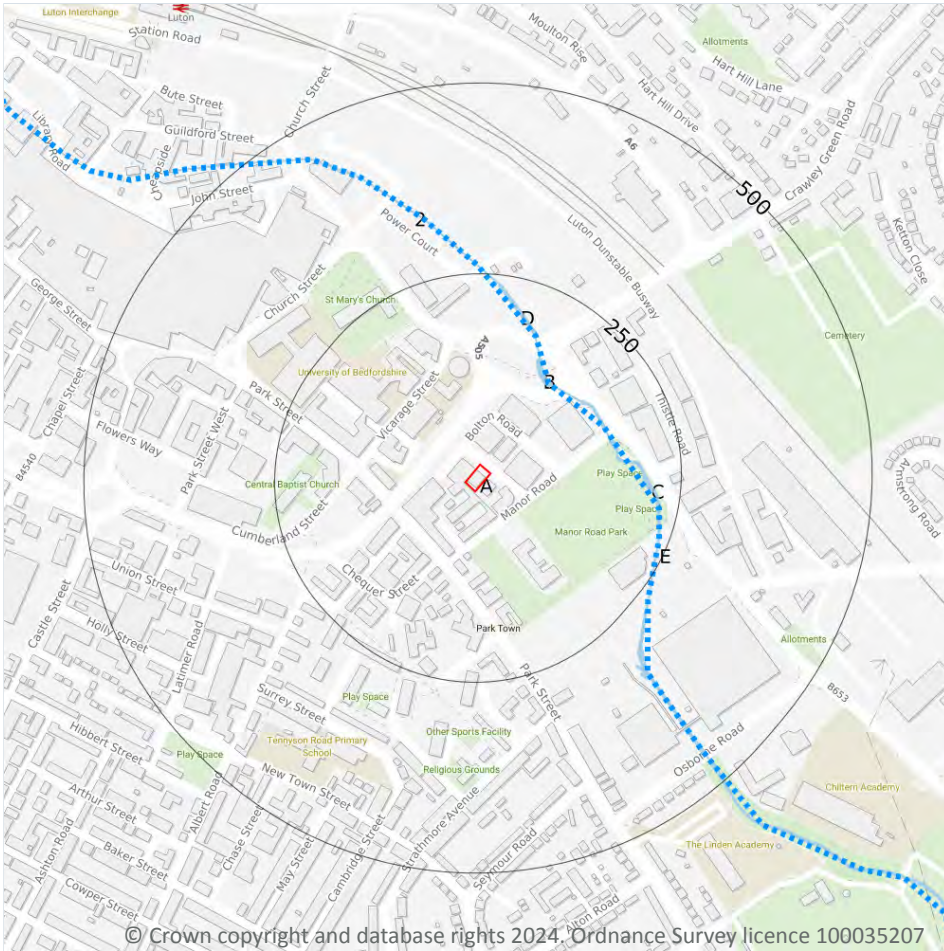 Luton Interchange
Luton
Station Road
Moulton Rise
Allotments
Hart Hill Lane
Hart Hill Drive
Bute Street
Church Street
Library Road
Guildford Street
Cheapside
John Street
A6
Crawley Green Road
500
2
Power Court
Luton Dunstable Busway
Ketton Close
George Street
Church Street
St Mary's Church
D
250
Cemetery
A505
B
University of Bedfordshire
Chapel Street
Park Street
Vicarage Street
Thistle Road
Flowers Way
Park Street West
Bolton Road
B4540
Central Baptist Church
A
Manor Road
Play Space
C
Play Space
Armstrong Road
Cumberland Street
Manor Road Park
E
Union Street
Chequer Street
Castle Street
Holly Street
Latimer Road
Park Town
Allotments
Park Street
B653
Surrey Street
Play Space
Hibbert Street
Tennyson Road Primary School
Other Sports Facility
Osborne Road
Play Space
New Town Street
Religious Grounds
Chiltern Academy
Arthur Street
Albert Road
Strathmore Avenue
Ashton Road
Baker Street
Chase Street
May Street
Cambridge Street
Seymour Road
The Linden Academy
Cowper Street
Alton Road
© Crown copyright and database rights 2024. Ordnance Survey licence 100035207